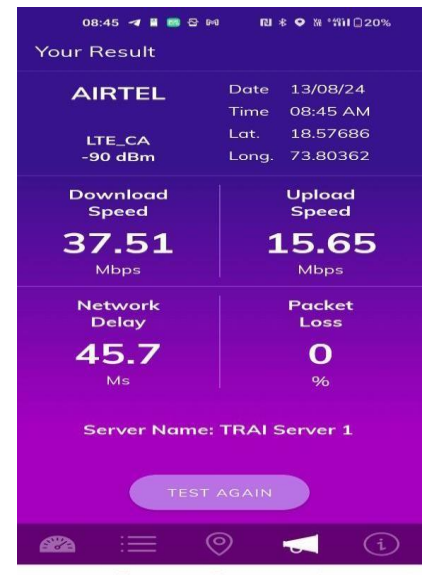 08:45 20%
Your Result
AIRTEL
LTE_CA
-90 dBm
Date 13/08/24
Time 08:45 AM
Lat. 18.57686
Long. 73.80362
Download
Speed
37.51
Mbps
Upload
Speed
15.65
Mbps
Network
Delay
45.7
Ms
Packet
Loss
0
%
Server Name: TRAI Server 1
TEST AGAIN